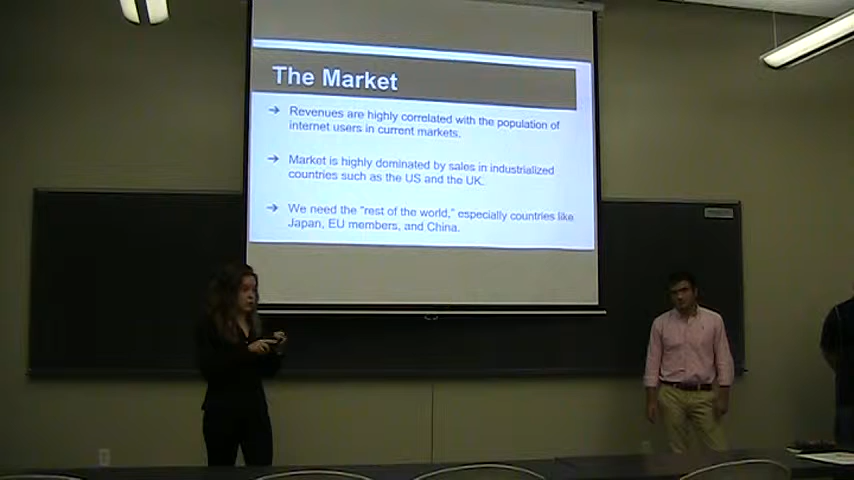 The Market
➔ Revenues are highly correlated with the population of
internet users in current markets.
➔ Market is highly dominated by sales in industrialized
countries such as the US and the UK.
➔ We need the “rest of the world,” especially countries like
Japan, EU members, and China.